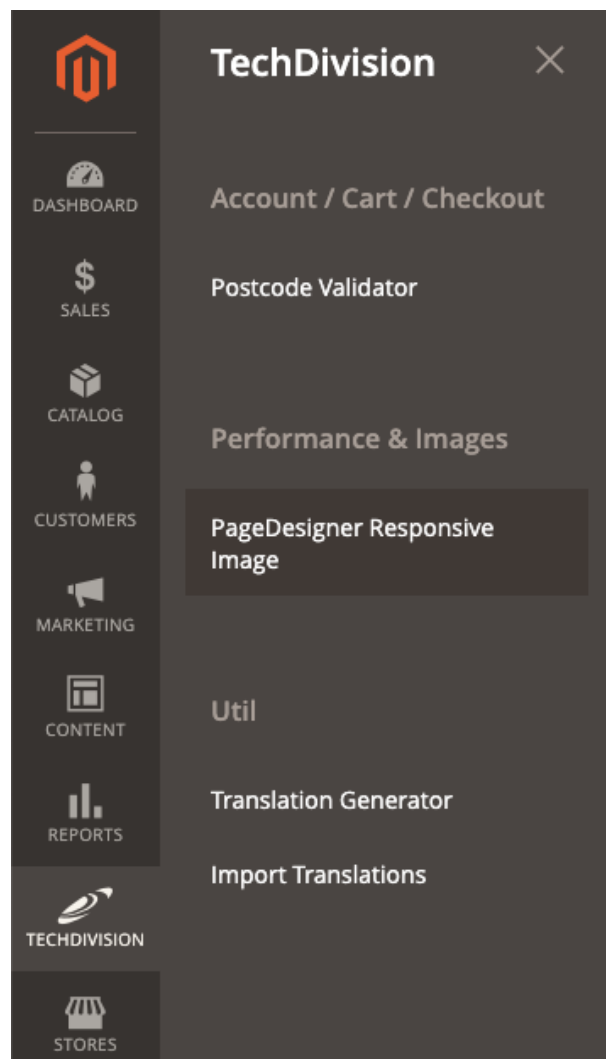 DASHBOARD
SALES
CATALOG
CUSTOMERS
MARKETING
CONTENT
REPORTS
TECHDIVISION
STORES
TechDivision
Account / Cart / Checkout
Postcode Validator
Performance & Images
PageDesigner Responsive
Image
Util
Translation Generator
Import Translations